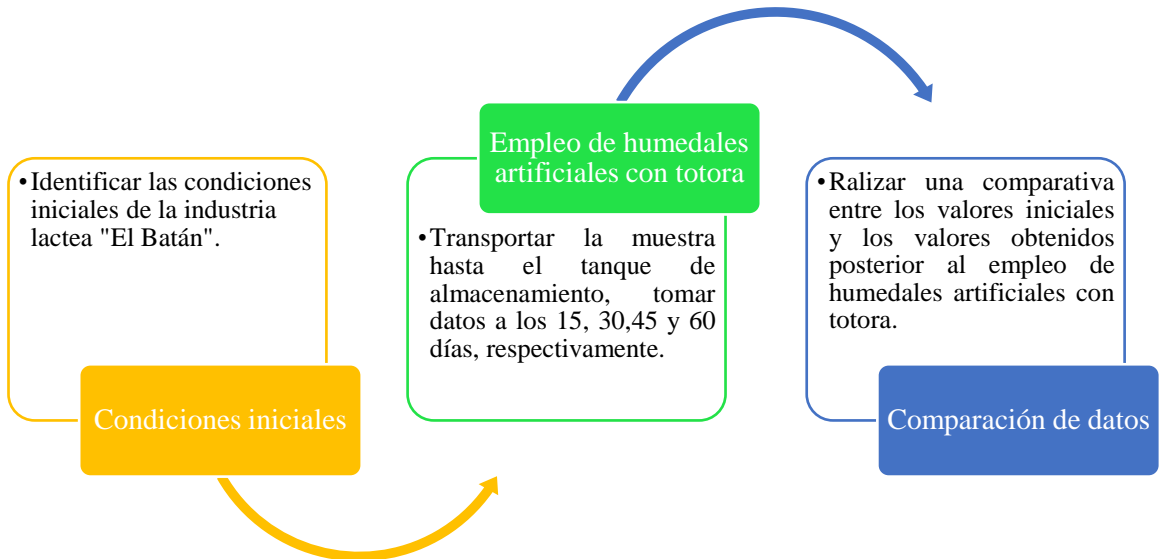 •Identificar las condiciones
iniciales de la industria
lactea "El Batán".
Condiciones iniciales
Empleo de humedales
artificiales con totora
•Transportar la muestra
hasta el tanque de
almacenamiento, tomar
datos a los 15, 30,45 y 60
días, respectivamente.
•Ralizar una comparativa
entre los valores iniciales
y los valores obtenidos
posterior al empleo de
humedales artificiales con
totora.
Comparación de datos